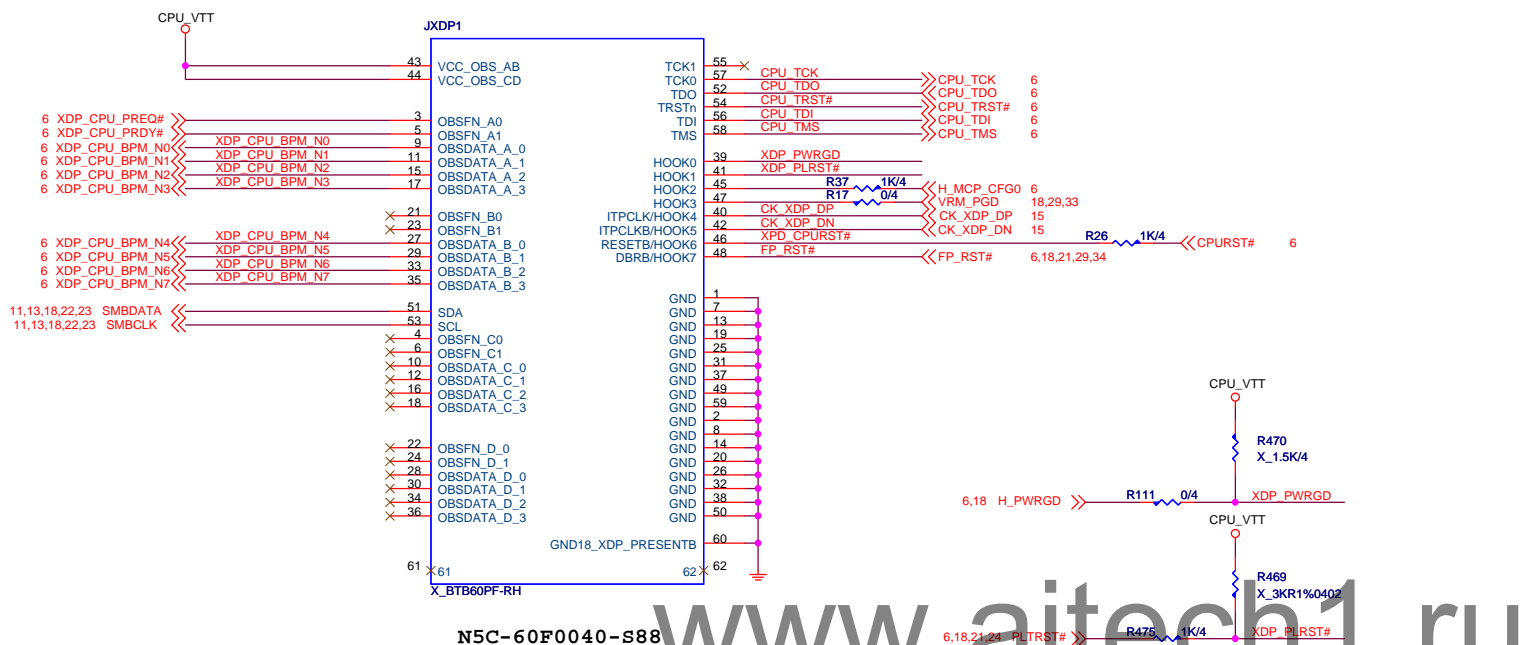 CPU_VTT
JXDP1
43 VCC_OBS_AB
44 VCC_OBS_CD
6 XDP_CPU_PREQ# 3 OBSFN_A0
6 XDP_CPU_PRDY# 5 OBSFN_A1
6 XDP_CPU_BPM_N0 XDP_CPU_BPM_N0 9 OBSDATA_A_0
6 XDP_CPU_BPM_N1 XDP_CPU_BPM_N1 11 OBSDATA_A_1
6 XDP_CPU_BPM_N2 XDP_CPU_BPM_N2 15 OBSDATA_A_2
6 XDP_CPU_BPM_N3 XDP_CPU_BPM_N3 17 OBSDATA_A_3
21 OBSFN_B0
23 OBSFN_B1
6 XDP_CPU_BPM_N4 XDP_CPU_BPM_N4 27 OBSDATA_B_0
6 XDP_CPU_BPM_N5 XDP_CPU_BPM_N5 29 OBSDATA_B_1
6 XDP_CPU_BPM_N6 XDP_CPU_BPM_N6 33 OBSDATA_B_2
6 XDP_CPU_BPM_N7 XDP_CPU_BPM_N7 35 OBSDATA_B_3
11,13,18,22,23 SMBDATA 51 SDA
11,13,18,22,23 SMBCLK 53 SCL
4 OBSFN_C0
6 OBSFN_C1
10 OBSDATA_C_0
12 OBSDATA_C_1
16 OBSDATA_C_2
18 OBSDATA_C_3
22 OBSFN_D_0
24 OBSFN_D_1
28 OBSDATA_D_0
30 OBSDATA_D_1
34 OBSDATA_D_2
36 OBSDATA_D_3
61 61
TCK1 55
TCK0 57 CPU_TCK CPU_TCK 6
TDO 52 CPU_TDO CPU_TDO 6
TRSTn 54 CPU_TRST# CPU_TRST# 6
TDI 56 CPU_TDI CPU_TDI 6
TMS 58 CPU_TMS CPU_TMS 6
HOOK0 39 XDP_PWRGD
HOOK1 41 XDP_PLRST#
HOOK2 45 R37 1K/4 H_MCP_CFG0 6
HOOK3 47 R17 0/4 VRM_PGD 18,29,33
ITPCLK/HOOK4 40 CK_XDP_DP CK_XDP_DP 15
ITPCLKB/HOOK5 42 CK_XDP_DN CK_XDP_DN 15
RESETB/HOOK6 46 XPD_CPURST# R26 1K/4 CPURST# 6
DBRB/HOOK7 48 FP_RST# FP_RST# 6,18,21,29,34
GND 1
GND 7
GND 13
GND 19
GND 25
GND 31
GND 37
GND 49
GND 59
GND 2
GND 8
GND 14
GND 20
GND 26
GND 32
GND 38
GND 50
GND18_XDP_PRESENTB 60
62 62
X_BTB60PF-RH
N5C-60F0040-S88
CPU_VTT
R470
X_1.5K/4
6,18 H_PWRGD R111 0/4 XDP_PWRGD
CPU_VTT
R469
X_3KR1%0402
6,18,21,24 PLTRST# R475 1K/4 XDP_PLRST#
www.aitech1.ru